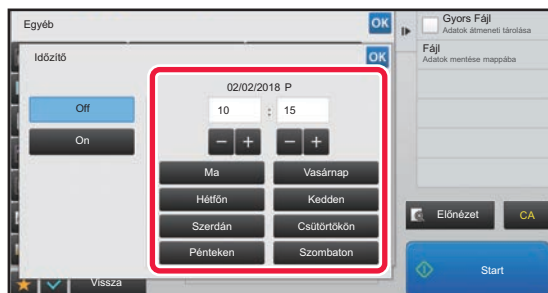 Egyéb
OK
Időzítő
OK
Off
On
02/02/2018 P
10 : 15
Ma
Vasárnap
Hétfőn
Kedden
Szerdán
Csütörtökön
Pénteken
Szombaton
Vissza
Gyors Fájl
Adatok átmeneti tárolása
Fájl
Adatok mentése mappába
Előnézet
CA
Start